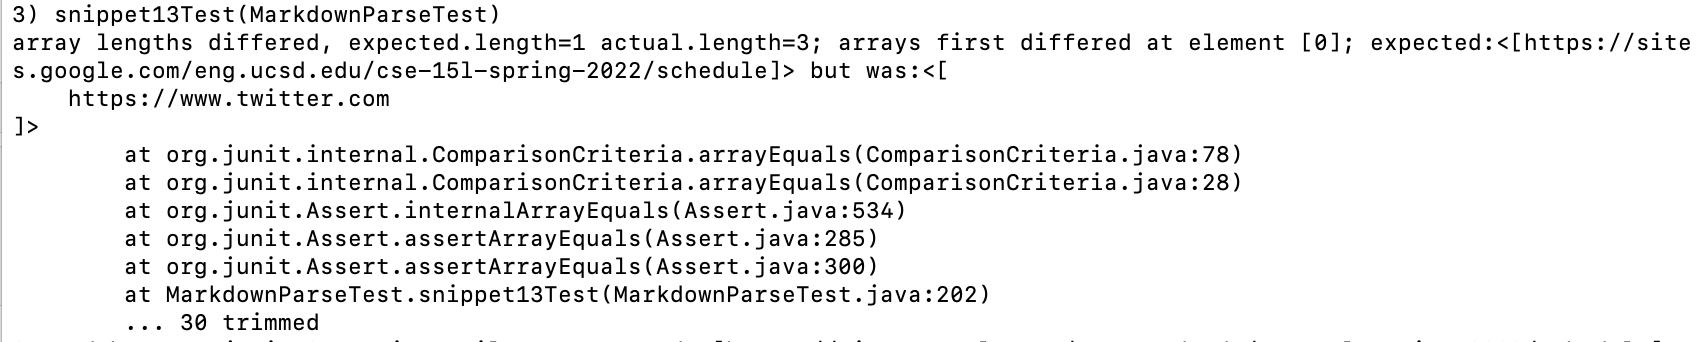 3) snippet13Test(MarkdownParseTest)
array lengths differed, expected.length=1 actual.length=3; arrays first differed at element [0]; expected:<[https://site
s.google.com/eng.ucsd.edu/cse-15l-spring-2022/schedule]> but was:<[
    https://www.twitter.com
]>
        at org.junit.internal.ComparisonCriteria.arrayEquals(ComparisonCriteria.java:78)
        at org.junit.internal.ComparisonCriteria.arrayEquals(ComparisonCriteria.java:28)
        at org.junit.Assert.internalArrayEquals(Assert.java:534)
        at org.junit.Assert.assertArrayEquals(Assert.java:285)
        at org.junit.Assert.assertArrayEquals(Assert.java:300)
        at MarkdownParseTest.snippet13Test(MarkdownParseTest.java:202)
        ... 30 trimmed